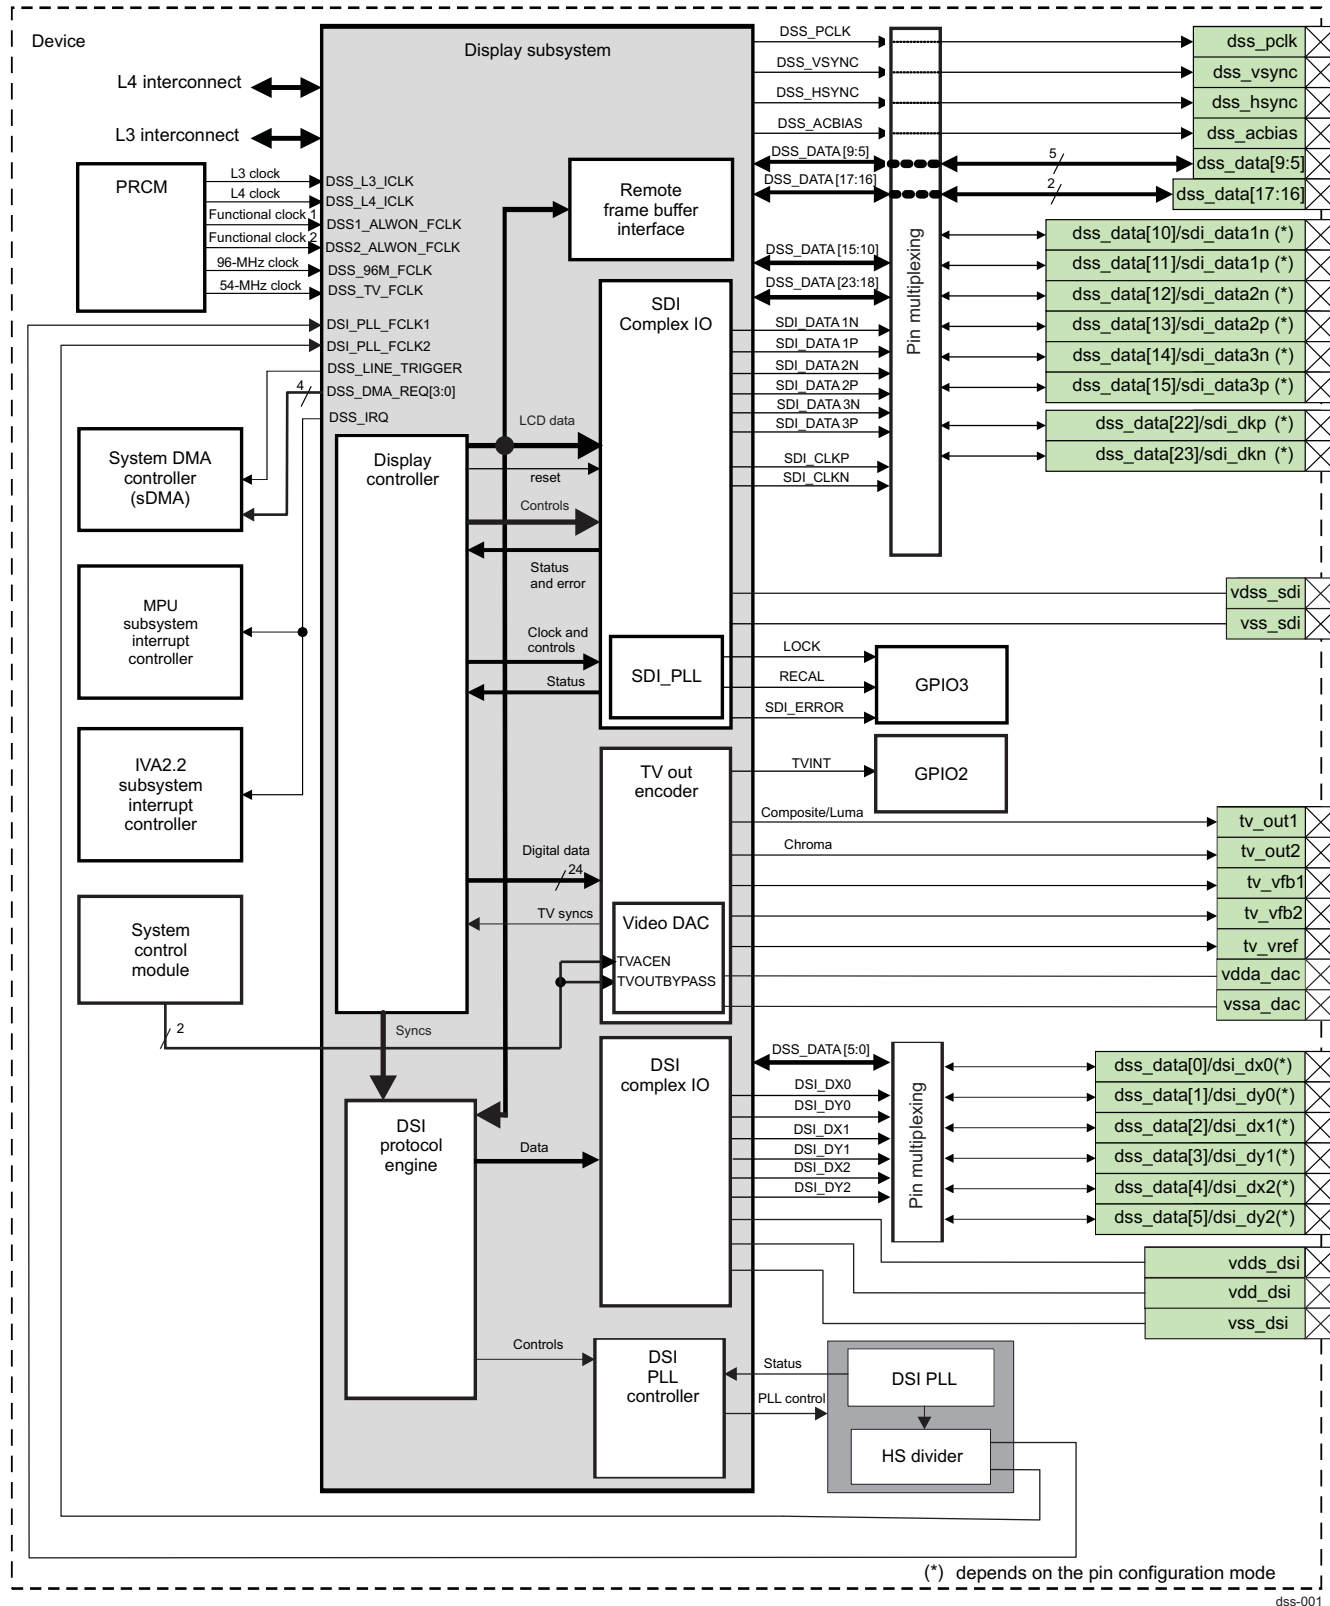 Device
Display subsystem
L4 interconnect
L3 interconnect
PRCM
L3 clock
L4 clock
Functional clock 1
Functional clock 2
96-MHz clock
54-MHz clock
DSS_L3_ICLK
DSS_L4_ICLK
DSS1_ALWON_FCLK
DSS2_ALWON_FCLK
DSS_96M_FCLK
DSS_TV_FCLK
DSI_PLL_FCLK1
DSI_PLL_FCLK2
DSS_LINE_TRIGGER
4
DSS_DMA_REQ[3:0]
DSS_IRQ
System DMA
controller
(sDMA)
MPU
subsystem
interrupt
controller
IVA2.2
subsystem
interrupt
controller
System
control
module
2
Display
controller
Remote
frame buffer
interface
SDI
Complex IO
LCD data
reset
Controls
Status
and error
Clock and
controls
Status
SDI_PLL
TV out
encoder
Digital data
24
TV syncs
Video DAC
TVACEN
TVOUTBYPASS
Syncs
DSI
protocol
engine
Data
DSI
complex IO
Controls
DSI
PLL
controller
Status
PLL control
DSI PLL
HS divider
DSS_PCLK
DSS_VSYNC
DSS_HSYNC
DSS_ACBIAS
DSS_DATA[9:5]
DSS_DATA[17:16]
DSS_DATA[15:10]
DSS_DATA[23:18]
SDI_DATA1N
SDI_DATA1P
SDI_DATA2N
SDI_DATA2P
SDI_DATA3N
SDI_DATA3P
SDI_CLKP
SDI_CLKN
Pin multiplexing
5
2
dss_pclk
dss_vsync
dss_hsync
dss_acbias
dss_data[9:5]
dss_data[17:16]
dss_data[10]/sdi_data1n (*)
dss_data[11]/sdi_data1p (*)
dss_data[12]/sdi_data2n (*)
dss_data[13]/sdi_data2p (*)
dss_data[14]/sdi_data3n (*)
dss_data[15]/sdi_data3p (*)
dss_data[22]/sdi_dkp (*)
dss_data[23]/sdi_dkn (*)
vdss_sdi
vss_sdi
LOCK
RECAL
SDI_ERROR
GPIO3
TVINT
GPIO2
Composite/Luma
Chroma
tv_out1
tv_out2
tv_vfb1
tv_vfb2
tv_vref
vdda_dac
vssa_dac
DSS_DATA[5:0]
DSI_DX0
DSI_DY0
DSI_DX1
DSI_DY1
DSI_DX2
DSI_DY2
Pin multiplexing
dss_data[0]/dsi_dx0(*)
dss_data[1]/dsi_dy0(*)
dss_data[2]/dsi_dx1(*)
dss_data[3]/dsi_dy1(*)
dss_data[4]/dsi_dx2(*)
dss_data[5]/dsi_dy2(*)
vdds_dsi
vdd_dsi
vss_dsi
(*) depends on the pin configuration mode
dss-001